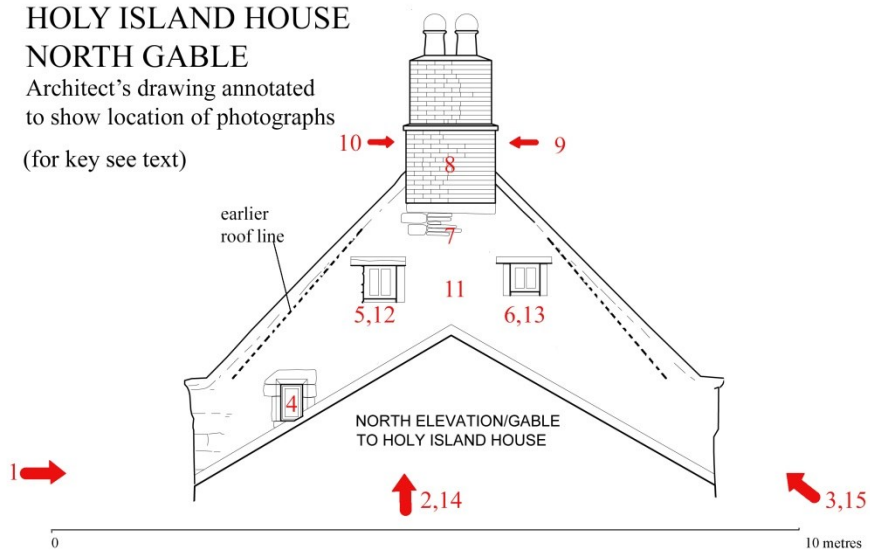 HOLY ISLAND HOUSE
NORTH GABLE
Architect's drawing annotated
to show location of photographs
(for key see text)
10
9
8
earlier
roof line
7
11
5,12
6,13
4
NORTH ELEVATION/GABLE
TO HOLY ISLAND HOUSE
1
2,14
3,15
0
10 metres